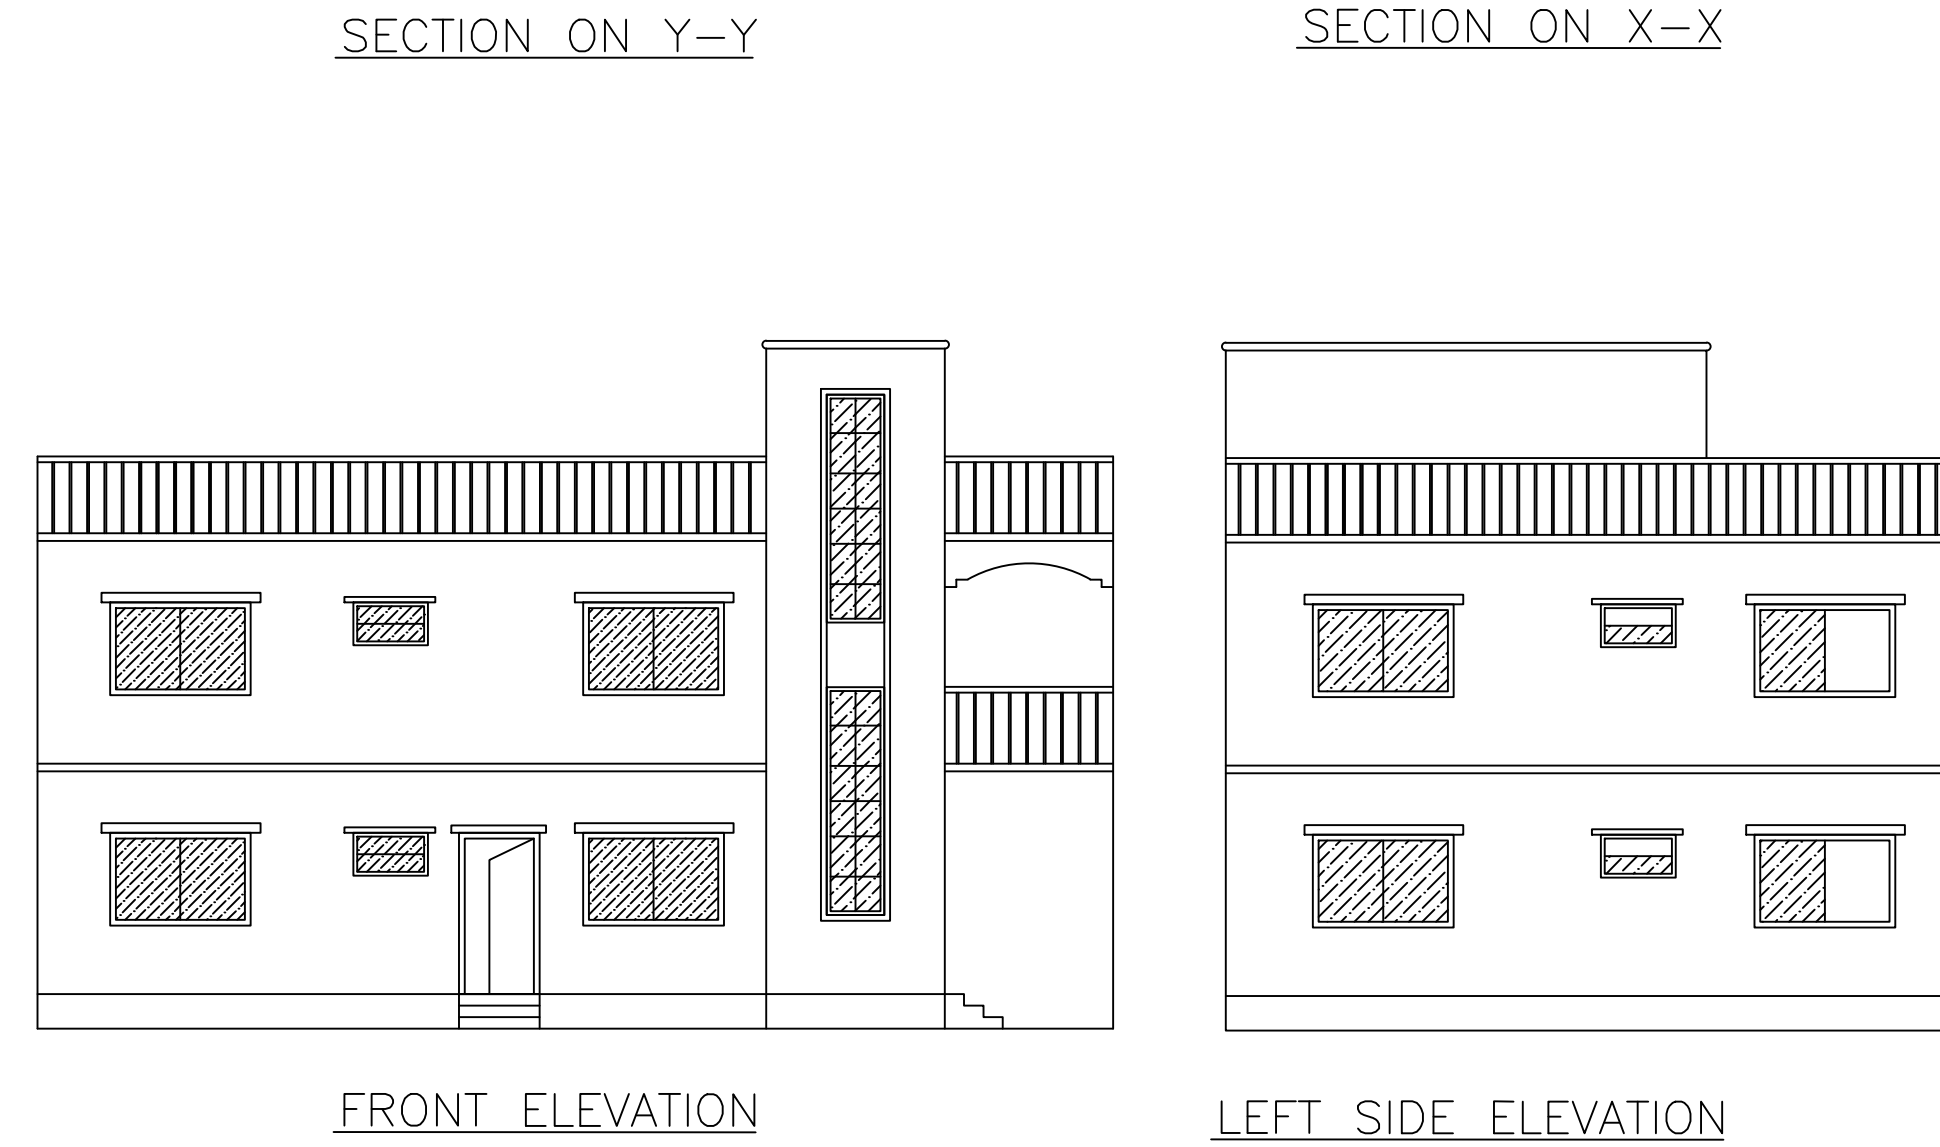 SECTION ON Y-Y
SECTION ON X-X
FRONT ELEVATION
LEFT SIDE ELEVATION